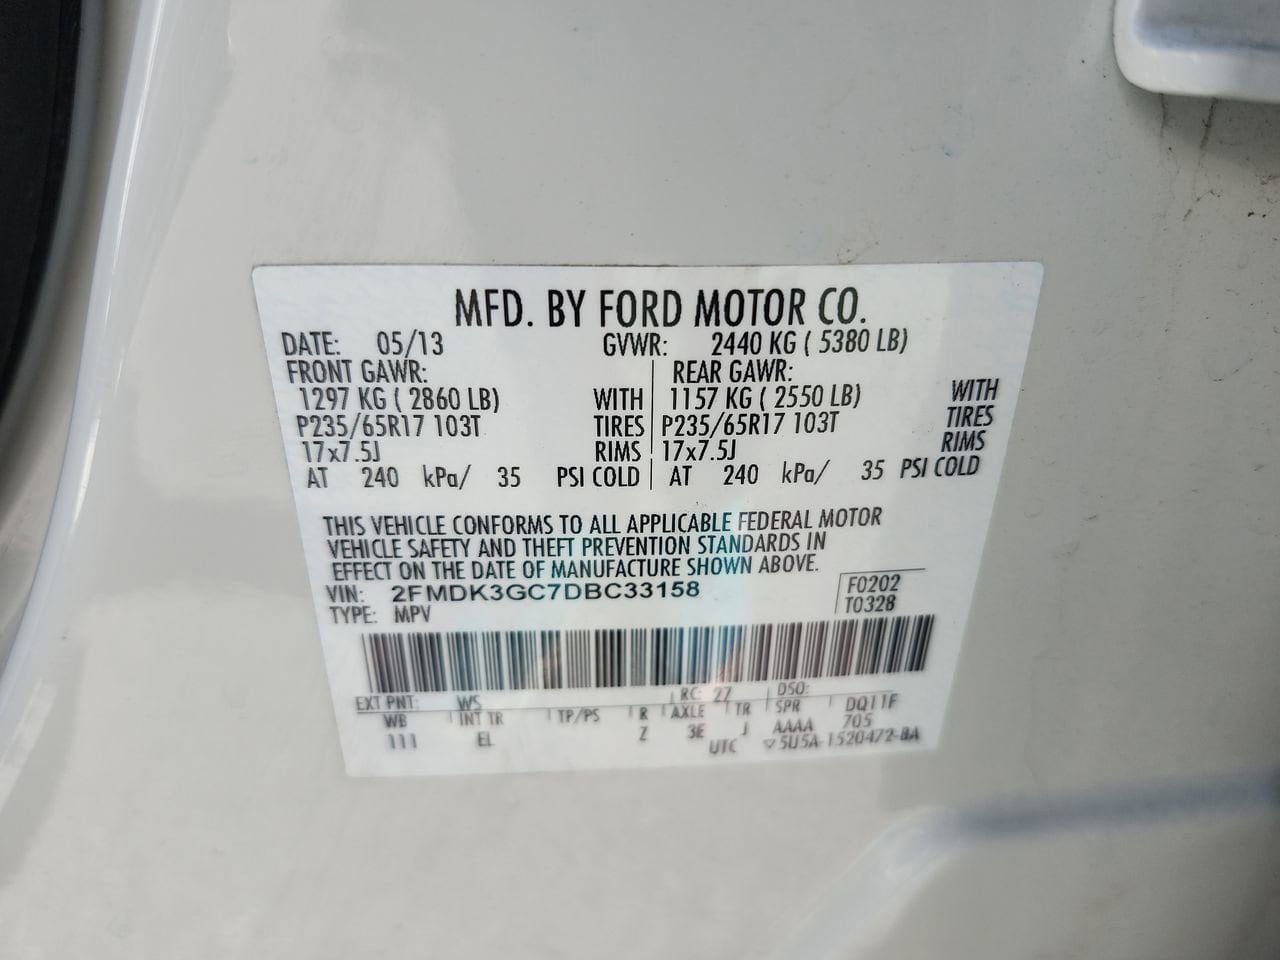 MFD. BY FORD MOTOR CO.
DATE: 05/13 GVWR: 2440 KG ( 5380 LB)
FRONT GAWR: REAR GAWR:
1297 KG ( 2860 LB) WITH 1157 KG ( 2550 LB) WITH
P235/65R17 103T TIRES P235/65R17 103T TIRES
17x7.5J RIMS 17x7.5J RIMS
AT 240 kPa/ 35 PSI COLD AT 240 kPa/ 35 PSI COLD
THIS VEHICLE CONFORMS TO ALL APPLICABLE FEDERAL MOTOR
VEHICLE SAFETY AND THEFT PREVENTION STANDARDS IN
EFFECT ON THE DATE OF MANUFACTURE SHOWN ABOVE.
VIN: 2FMDK3GC7DBC33158 F0202
TYPE: MPV T0328
EXT PNT: WS RC: 27 DSO:
WB INT TR TP/PS R AXLE TR SPR DQ11F
111 EL Z 3E J AAAA 705
UTC ▽5U5A-1520472-BA